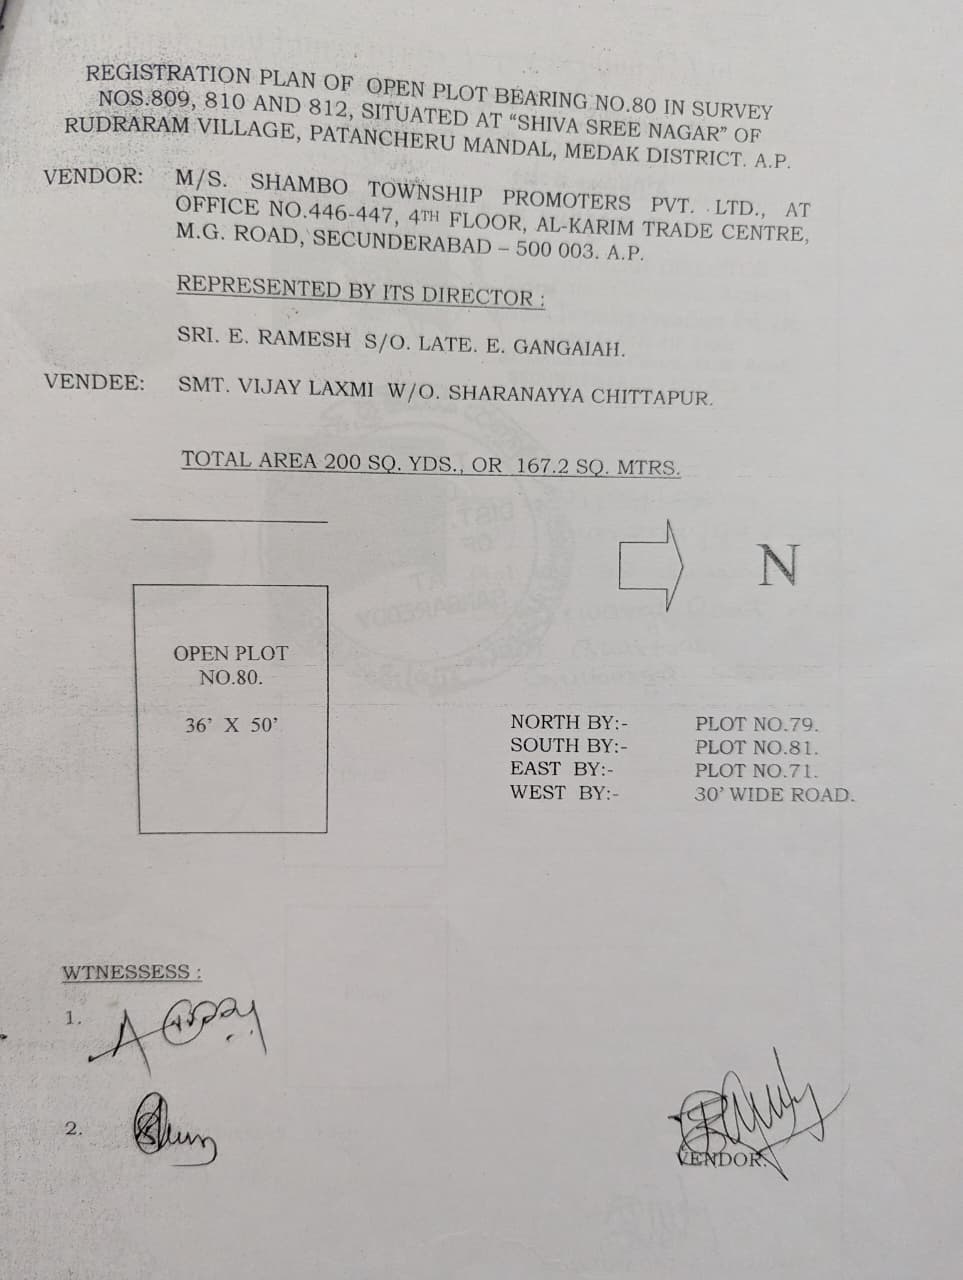 REGISTRATION PLAN OF OPEN PLOT BEARING NO.80 IN SURVEY
NOS.809, 810 AND 812, SITUATED AT “SHIVA SREE NAGAR” OF
RUDRARAM VILLAGE, PATANCHERU MANDAL, MEDAK DISTRICT. A.P.
VENDOR: M/S. SHAMBO TOWNSHIP PROMOTERS PVT. LTD., AT
OFFICE NO.446-447, 4TH FLOOR, AL-KARIM TRADE CENTRE,
M.G. ROAD, SECUNDERABAD – 500 003. A.P.
REPRESENTED BY ITS DIRECTOR :
SRI. E. RAMESH S/O. LATE. E. GANGAIAH.
VENDEE: SMT. VIJAY LAXMI W/O. SHARANAYYA CHITTAPUR.
TOTAL AREA 200 SQ. YDS., OR 167.2 SQ. MTRS.
N
OPEN PLOT
NO.80.
36’ X 50’
NORTH BY:- PLOT NO.79.
SOUTH BY:- PLOT NO.81.
EAST BY:- PLOT NO.71.
WEST BY:- 30’ WIDE ROAD.
WTNESSESS :
1.
2.
VENDOR.